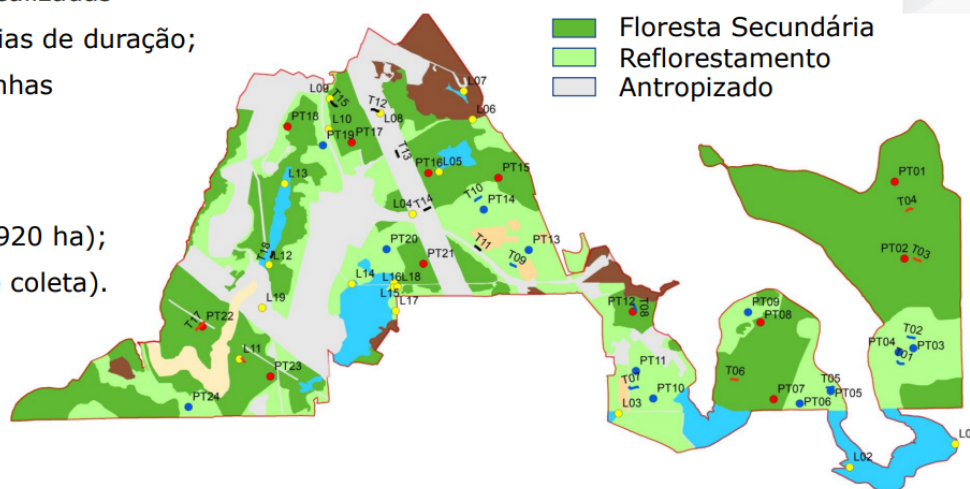 ias de duração;
920 ha);
coleta).
Floresta Secundária
Reflorestamento
Antropizado
L07
L09
T15
T12
L08
L06
PT18
L10
PT19
PT17
T13
PT16
L05
PT15
L13
T10
PT14
L04
T14
T11
PT13
T09
PT20
PT21
T18
L12
L14
L16
L18
L15
L17
L19
PT22
T17
L11
PT23
PT24
PT12
T08
PT11
T07
PT10
L03
PT09
PT08
T06
PT07
PT06
T05
PT05
PT01
T04
PT02
T03
T02
PT04
PT03
T01
L02